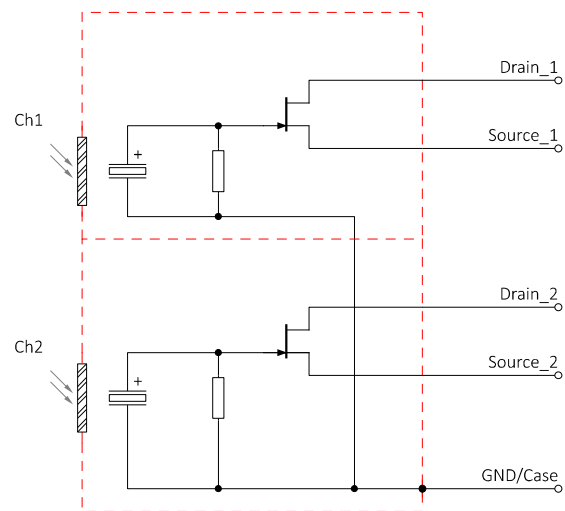 Drain_1
Ch1
+
Source_1
Drain_2
Ch2
Source_2
+
GND/Case